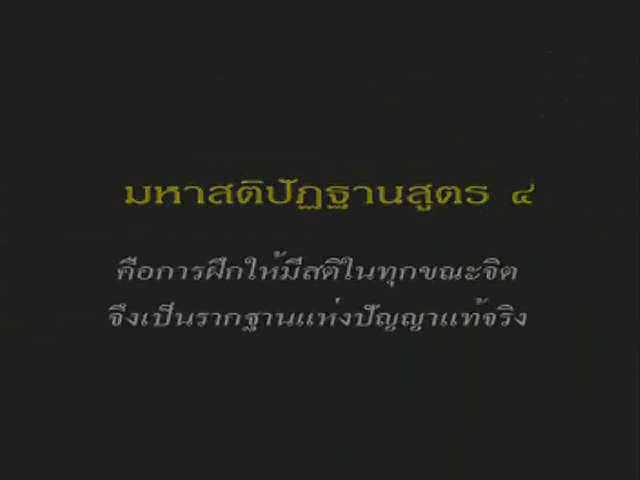 มหาสติปัฏฐานสูตร ๔
คือการฝึกให้มีสติในทุกขณะจิต
จึงเป็นรากฐานแห่งปัญญาแท้จริง